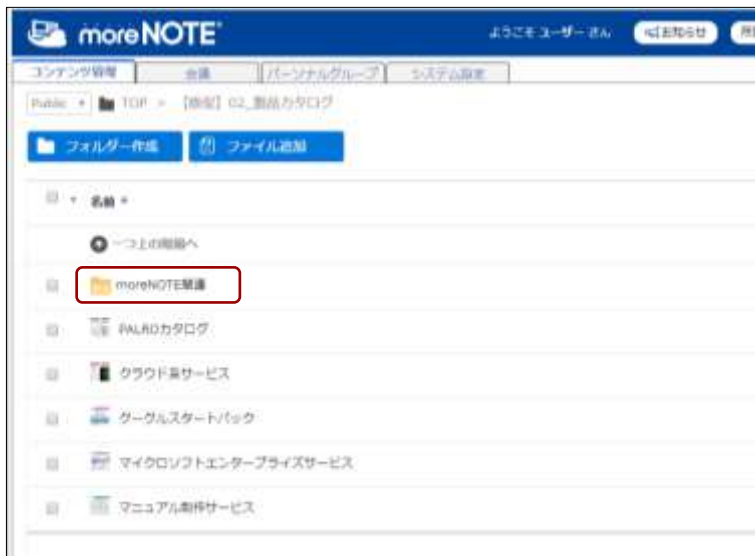 moreNOTE
ようこそ ユーザー さん お知らせ
コンテンツ管理 会議 パーソナルグループ システム設定
Public TOP > 02_製品カタログ
フォルダー作成 ファイル追加
名前
一つ上の階層へ
moreNOTE関連
PALROカタログ
クラウド系サービス
グーグルスタートパック
マイクロソフトエンタープライズサービス
マニュアル制作サービス